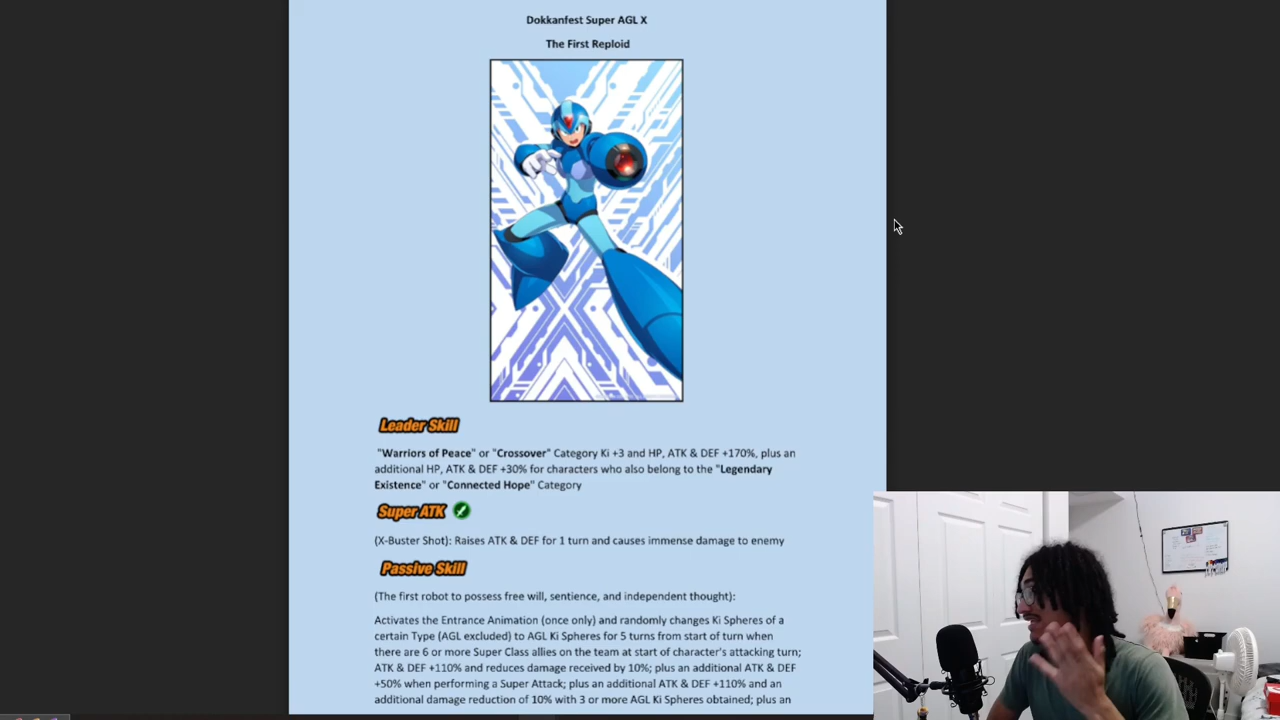 Dokkanfest Super AGL X
The First Reploid
Leader Skill
"Warriors of Peace" or "Crossover" Category Ki +3 and HP, ATK & DEF +170%, plus an
additional HP, ATK & DEF +30% for characters who also belong to the "Legendary
Existence" or "Connected Hope" Category
Super ATK
(X-Buster Shot): Raises ATK & DEF for 1 turn and causes immense damage to enemy
Passive Skill
(The first robot to possess free will, sentience, and independent thought):
Activates the Entrance Animation (once only) and randomly changes Ki Spheres of a
certain Type (AGL excluded) to AGL Ki Spheres for 5 turns from start of turn when
there are 6 or more Super Class allies on the team at start of character's attacking turn;
ATK & DEF +110% and reduces damage received by 10%; plus an additional ATK & DEF
+50% when performing a Super Attack; plus an additional ATK & DEF +110% and an
additional damage reduction of 10% with 3 or more AGL Ki Spheres obtained; plus an